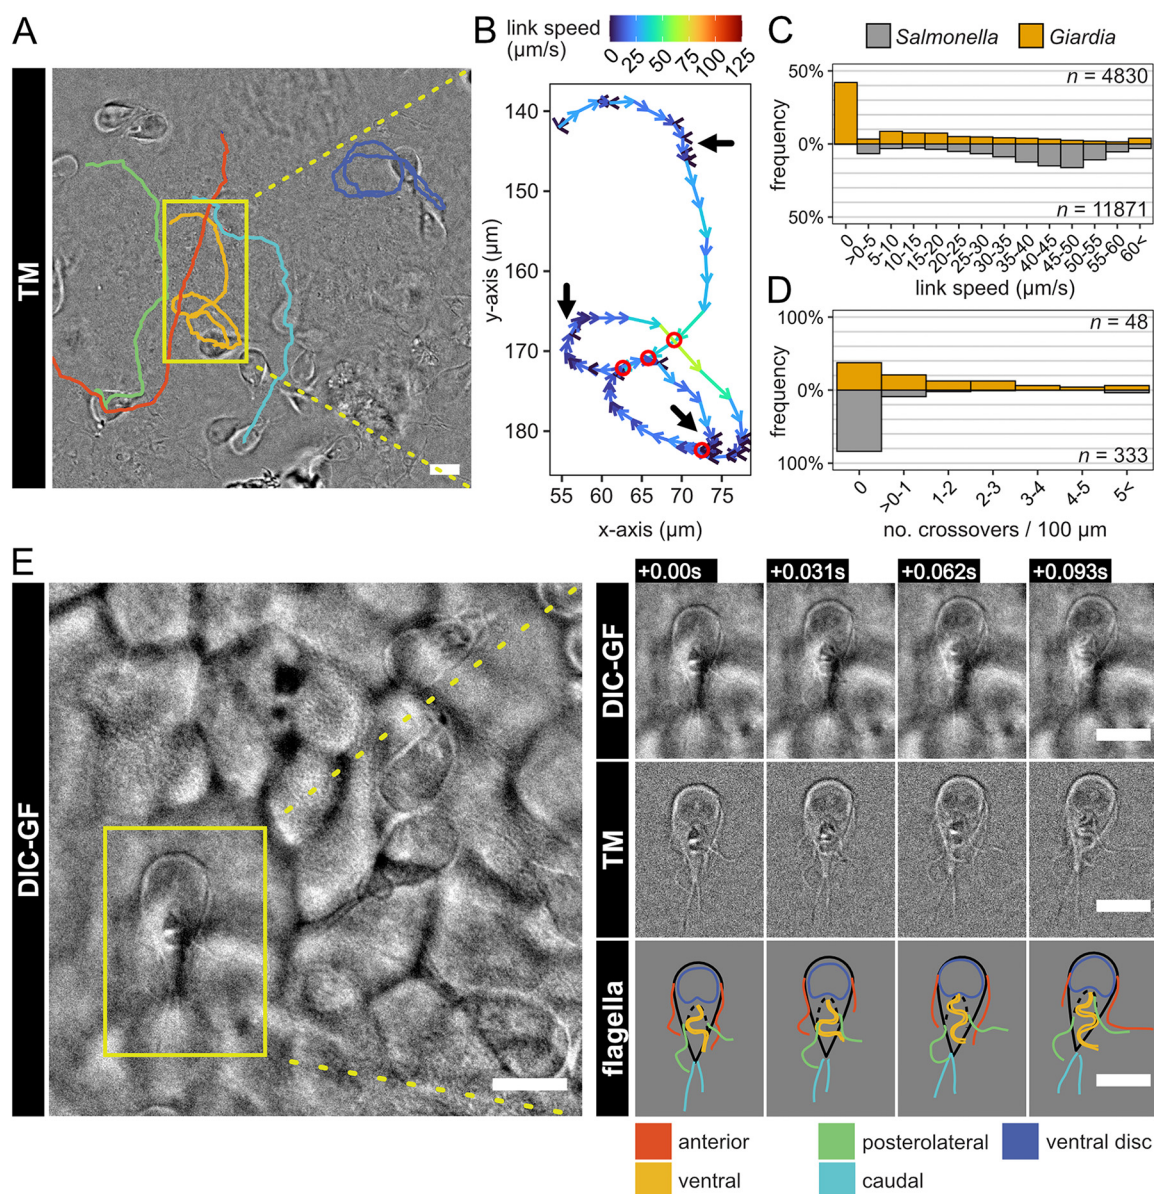 A
TM
B
link speed
(µm/s)
0
25
50
75
100
125
140
150
160
170
180
y-axis (µm)
55
60
65
70
75
x-axis (µm)
C
Salmonella
Giardia
50%
0%
50%
frequency
n = 4830
n = 11871
0
>0-5
5-10
10-15
15-20
20-25
25-30
30-35
35-40
40-45
45-50
50-55
55-60
60<
link speed (µm/s)
D
100%
0%
100%
frequency
n = 48
n = 333
0
>0-1
1-2
2-3
3-4
4-5
5<
no. crossovers / 100 µm
E
DIC-GF
+0.00s
+0.031s
+0.062s
+0.093s
DIC-GF
TM
flagella
anterior
posterolateral
ventral disc
ventral
caudal